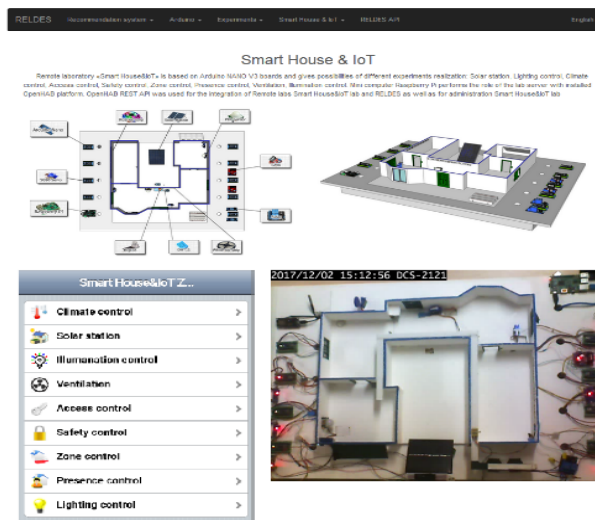 RELDES Recommendation system Arduino Experiments Smart House & IoT RELDES API English
Smart House & IoT
Remote laboratory «Smart House&IoT» is based on Arduino NANO V3 boards and gives possibilities of different experiments realization: Solar station, Lighting control, Climate
control, Access control, Safety control, Zone control, Presence control, Ventilation, Illumination control. Mini computer Raspberry Pi performs the role of the lab server with installed
OpenHAB platform. OpenHAB REST API was used for the integration of Remote labs Smart House&IoT lab and RELDES as well as for administration Smart House&IoT lab
Smart House&IoT Z...
Climate control
Solar station
Illumanation control
Ventilation
Access control
Safety control
Zone control
Presence control
Lighting control
2017/12/02 15:12:56 DCS-2121